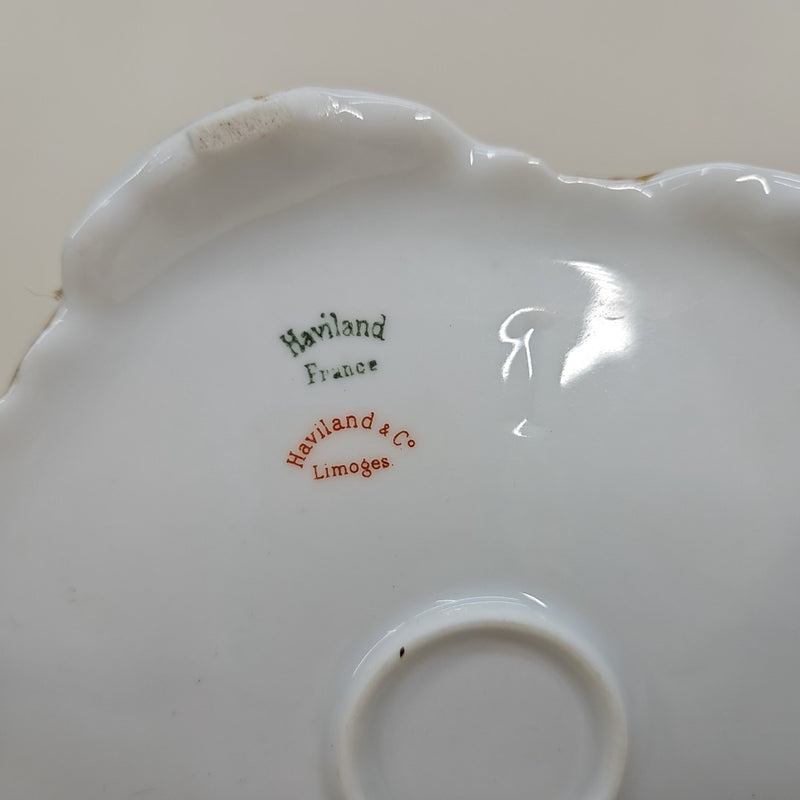 Haviland
France
Haviland & Co
Limoges.